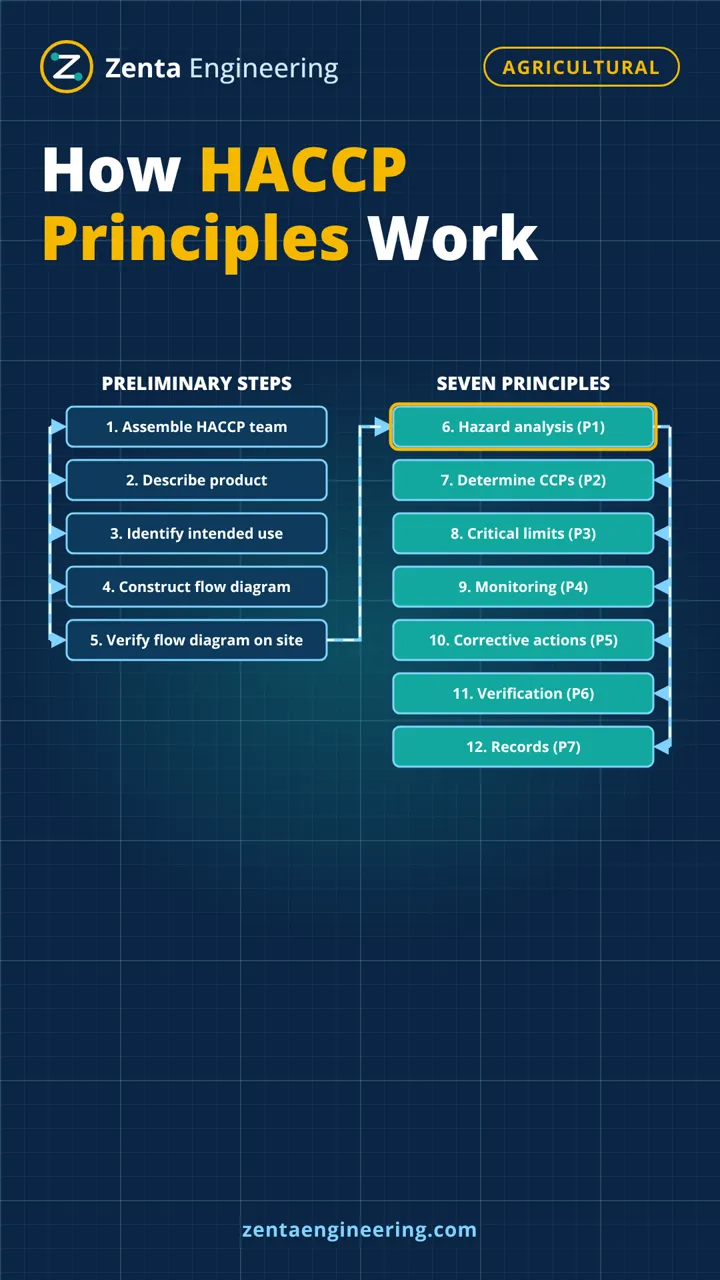 Zenta Engineering
AGRICULTURAL
How HACCP
Principles Work
PRELIMINARY STEPS
1. Assemble HACCP team
2. Describe product
3. Identify intended use
4. Construct flow diagram
5. Verify flow diagram on site
SEVEN PRINCIPLES
6. Hazard analysis (P1)
7. Determine CCPs (P2)
8. Critical limits (P3)
9. Monitoring (P4)
10. Corrective actions (P5)
11. Verification (P6)
12. Records (P7)
zentaengineering.com